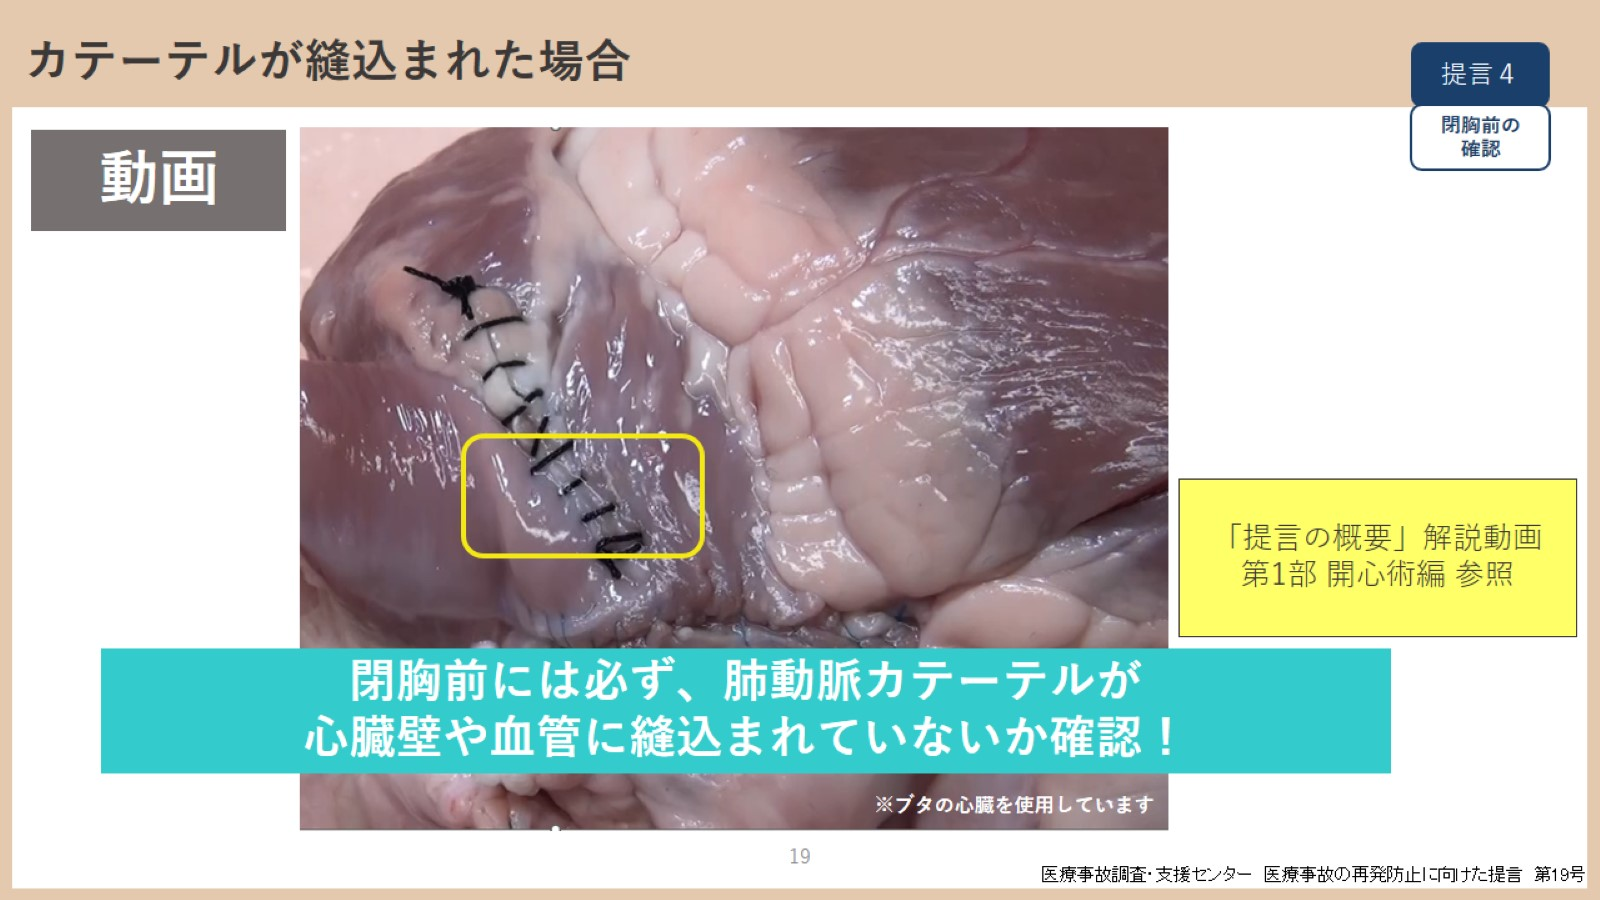 カテーテルが縫込まれた場合
提言4
閉胸前の
確認
動画
「提言の概要」解説動画
第1部 開心術編 参照
閉胸前には必ず、肺動脈カテーテルが
心臓壁や血管に縫込まれていないか確認！
※ブタの心臓を使用しています
19
医療事故調査･支援センター　医療事故の再発防止に向けた提言　第19号